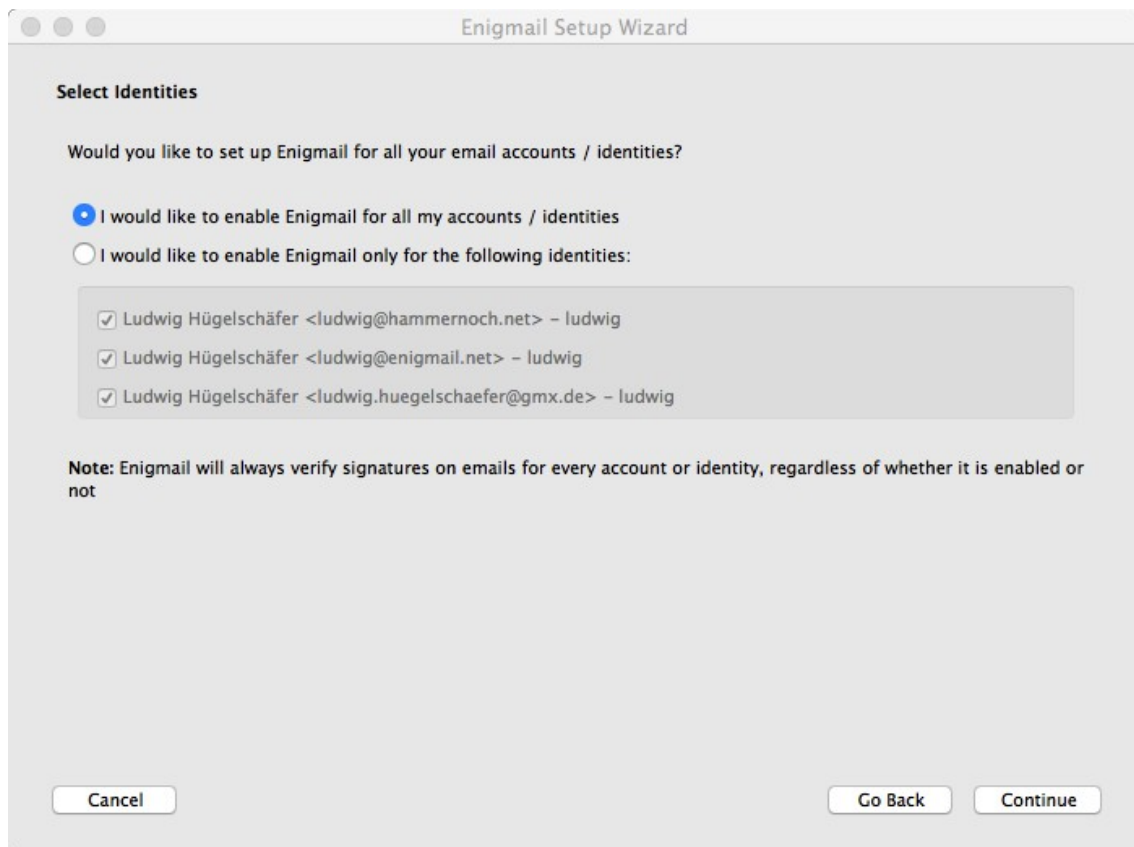 Enigmail Setup Wizard
Select Identities
Would you like to set up Enigmail for all your email accounts / identities?
I would like to enable Enigmail for all my accounts / identities
I would like to enable Enigmail only for the following identities:
Ludwig Hügelschäfer <ludwig@hammernoch.net> – ludwig
Ludwig Hügelschäfer <ludwig@enigmail.net> – ludwig
Ludwig Hügelschäfer <ludwig.huegelschaefer@gmx.de> – ludwig
Note: Enigmail will always verify signatures on emails for every account or identity, regardless of whether it is enabled or
not
Cancel
Go Back
Continue